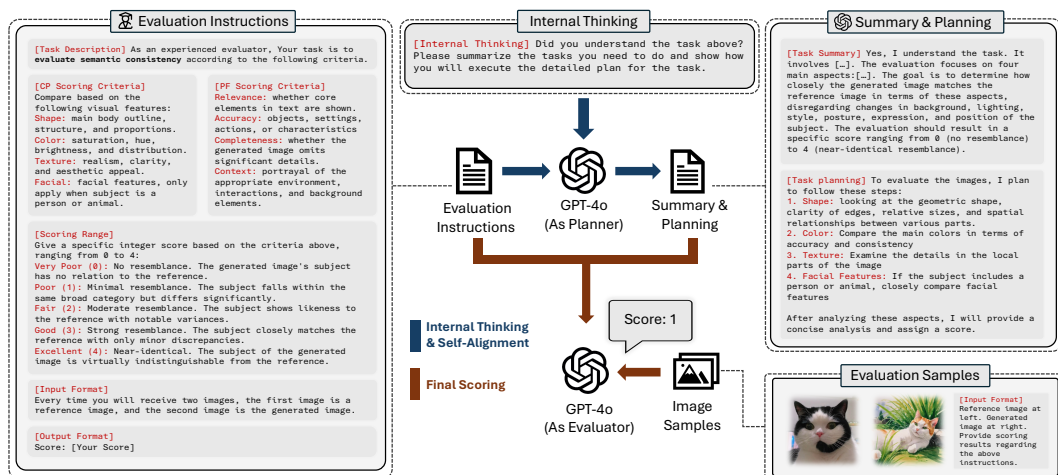 Evaluation Instructions
[Task Description] As an experienced evaluator, Your task is to
evaluate semantic consistency according to the following criteria.
[CP Scoring Criteria]
Compare based on the
following visual features:
Shape: main body outline,
structure, and proportions.
Color: saturation, hue,
brightness, and distribution.
Texture: realism, clarity,
and aesthetic appeal.
Facial: facial features, only
apply when subject is a
person or animal.
[PF Scoring Criteria]
Relevance: whether core
elements in text are shown.
Accuracy: objects, settings,
actions, or characteristics
Completeness: whether the
generated image omits
significant details.
Context: portrayal of the
appropriate environment,
interactions, and background
elements.
[Scoring Range]
Give a specific integer score based on the criteria above,
ranging from 0 to 4:
Very Poor (0): No resemblance. The generated image's subject
has no relation to the reference.
Poor (1): Minimal resemblance. The subject falls within
the same broad category but differs significantly.
Fair (2): Moderate resemblance. The subject shows likeness to
the reference with notable variances.
Good (3): Strong resemblance. The subject closely matches the
reference with only minor discrepancies.
Excellent (4): Near-identical. The subject of the generated
image is virtually indistinguishable from the reference.
[Input Format]
Every time you will receive two images, the first image is a
reference image, and the second image is the generated image.
[Output Format]
Score: [Your Score]
Internal Thinking
[Internal Thinking] Did you understand the task above?
Please summarize the tasks you need to do and show how
you will execute the detailed plan for the task.
Evaluation
Instructions
GPT-4o
(As Planner)
Summary &
Planning
Internal Thinking
& Self-Alignment
Final Scoring
Score: 1
GPT-4o
(As Evaluator)
Image
Samples
Summary & Planning
[Task Summary] Yes, I understand the task. It
involves […]. The evaluation focuses on four
main aspects:[…]. The goal is to determine how
closely the generated image matches the
reference image in terms of these aspects,
disregarding changes in background, lighting,
style, posture, expression, and position of the
subject. The evaluation should result in a
specific score ranging from 0 (no resemblance)
to 4 (near-identical resemblance).
[Task planning] To evaluate the images, I plan
to follow these steps:
1. Shape: looking at the geometric shape,
clarity of edges, relative sizes, and spatial
relationships between various parts.
2. Color: Compare the main colors in terms of
accuracy and consistency
3. Texture: Examine the details in the local
parts of the image
4. Facial Features: If the subject includes a
person or animal, closely compare facial
features
After analyzing these aspects, I will provide a
concise analysis and assign a score.
Evaluation Samples
[Input Format]
Reference image at
left. Generated
image at right.
Provide scoring
results regarding
the above
instructions.